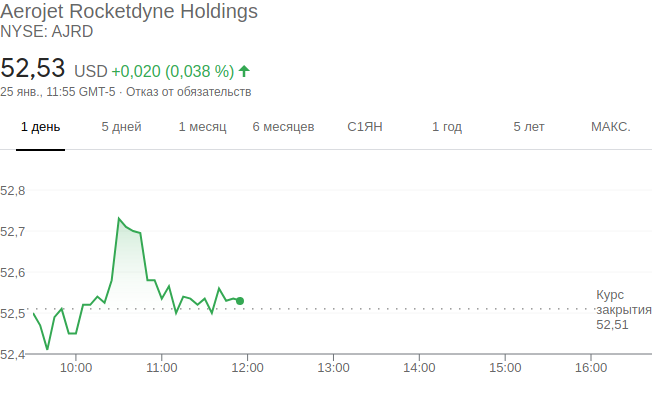 Aerojet Rocketdyne Holdings
NYSE: AJRD
52,53 USD +0,020 (0,038 %)
25 янв., 11:55 GMT-5 · Отказ от обязательств
1 день 5 дней 1 месяц 6 месяцев С1ЯН 1 год 5 лет МАКС.
52,8
52,7
52,6
52,5
52,4
Курс
закрытия
52,51
10:00 11:00 12:00 13:00 14:00 15:00 16:00